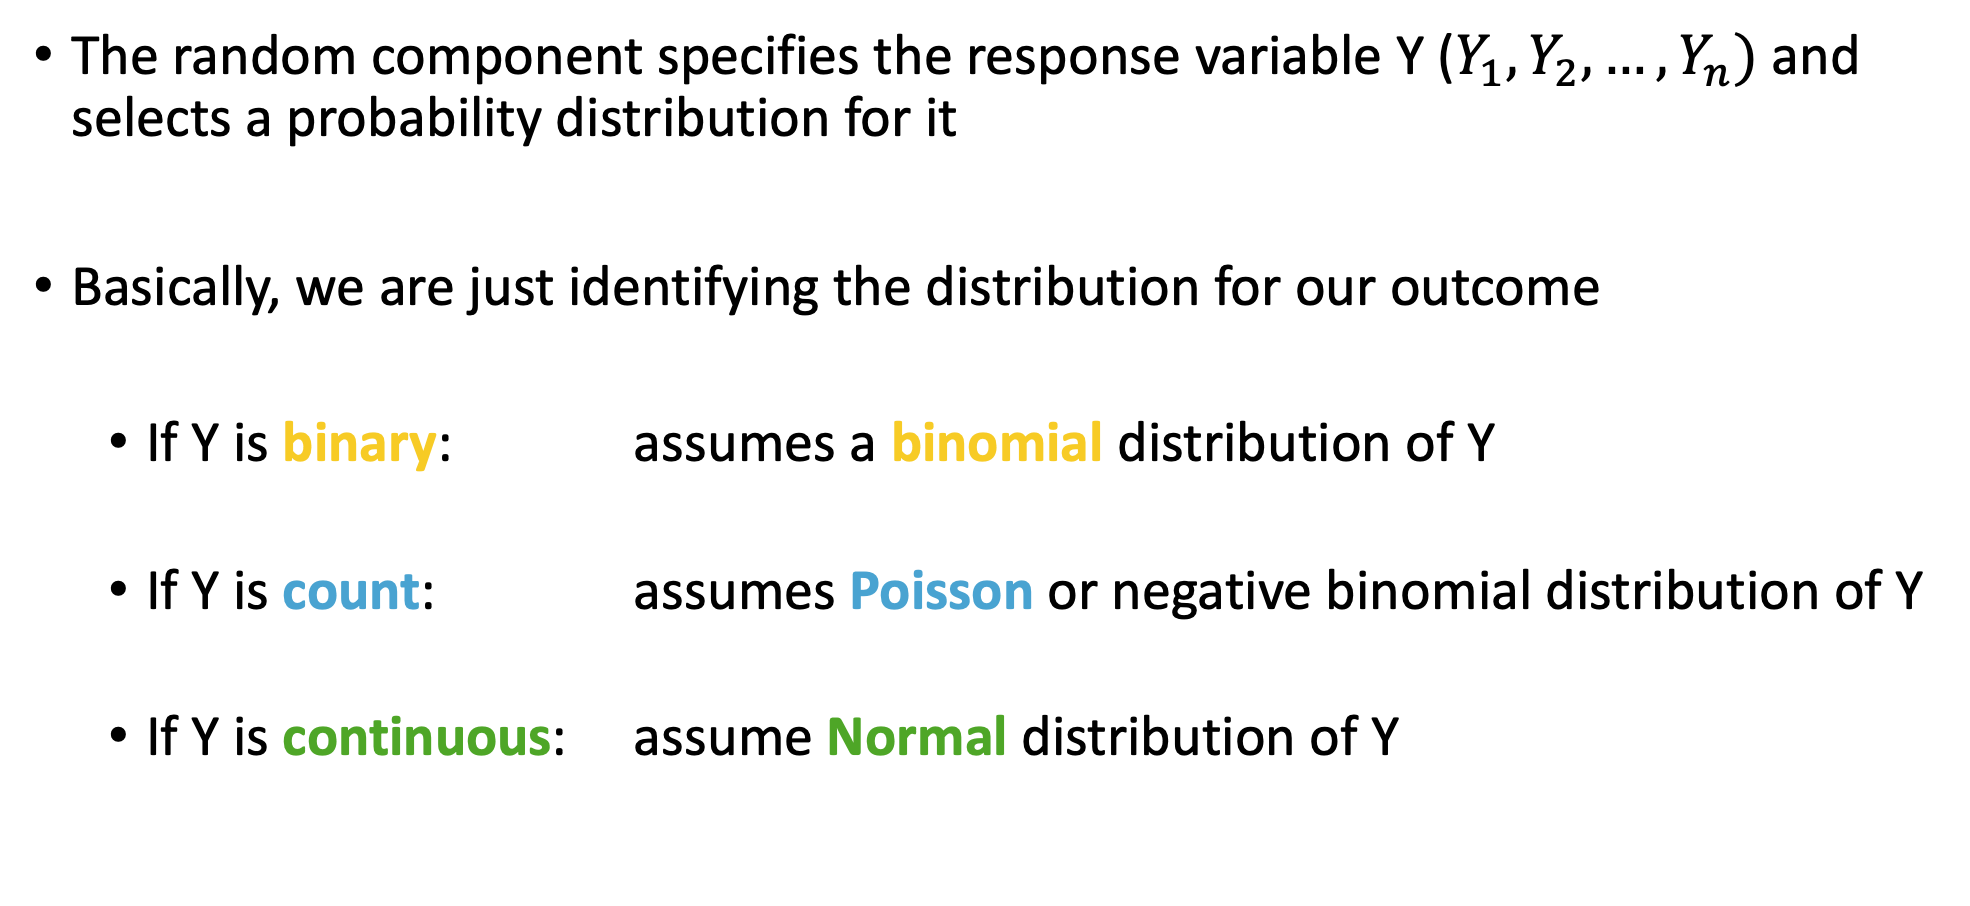 • The random component specifies the response variable Y (Y₁, Y₂, … , Yₙ) and
selects a probability distribution for it
• Basically, we are just identifying the distribution for our outcome
• If Y is binary: assumes a binomial distribution of Y
• If Y is count: assumes Poisson or negative binomial distribution of Y
• If Y is continuous: assume Normal distribution of Y